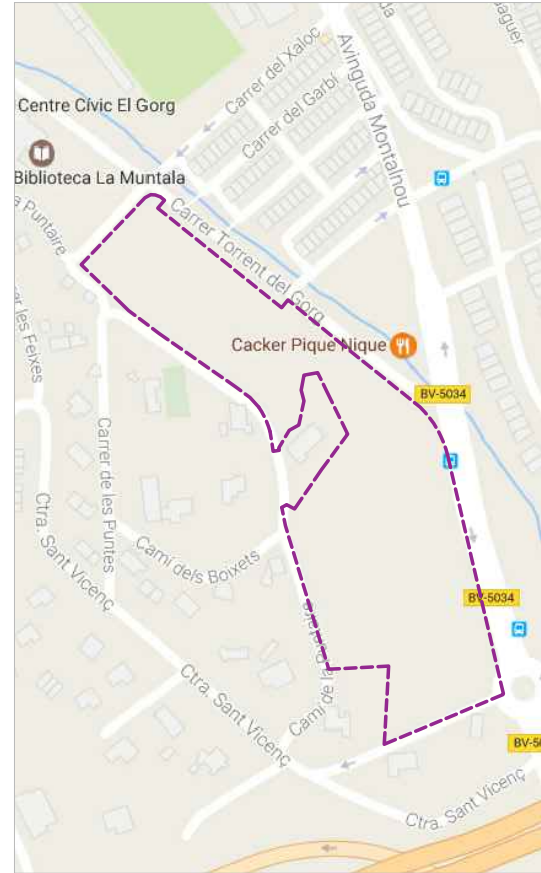 Carrer del Xaloc
Avinguda Montalnou
Centre Cívic El Gorg
Carrer del Garbí
Biblioteca La Muntala
Carrer Torrent del Gorg
Cacker Pique Nique
BV-5034
Carrer de les Puntes
Ctra. Sant Vicenç
Camí dels Boixets
BV-5034
Ctra. Sant Vicenç
Ctra. Sant Vicenç